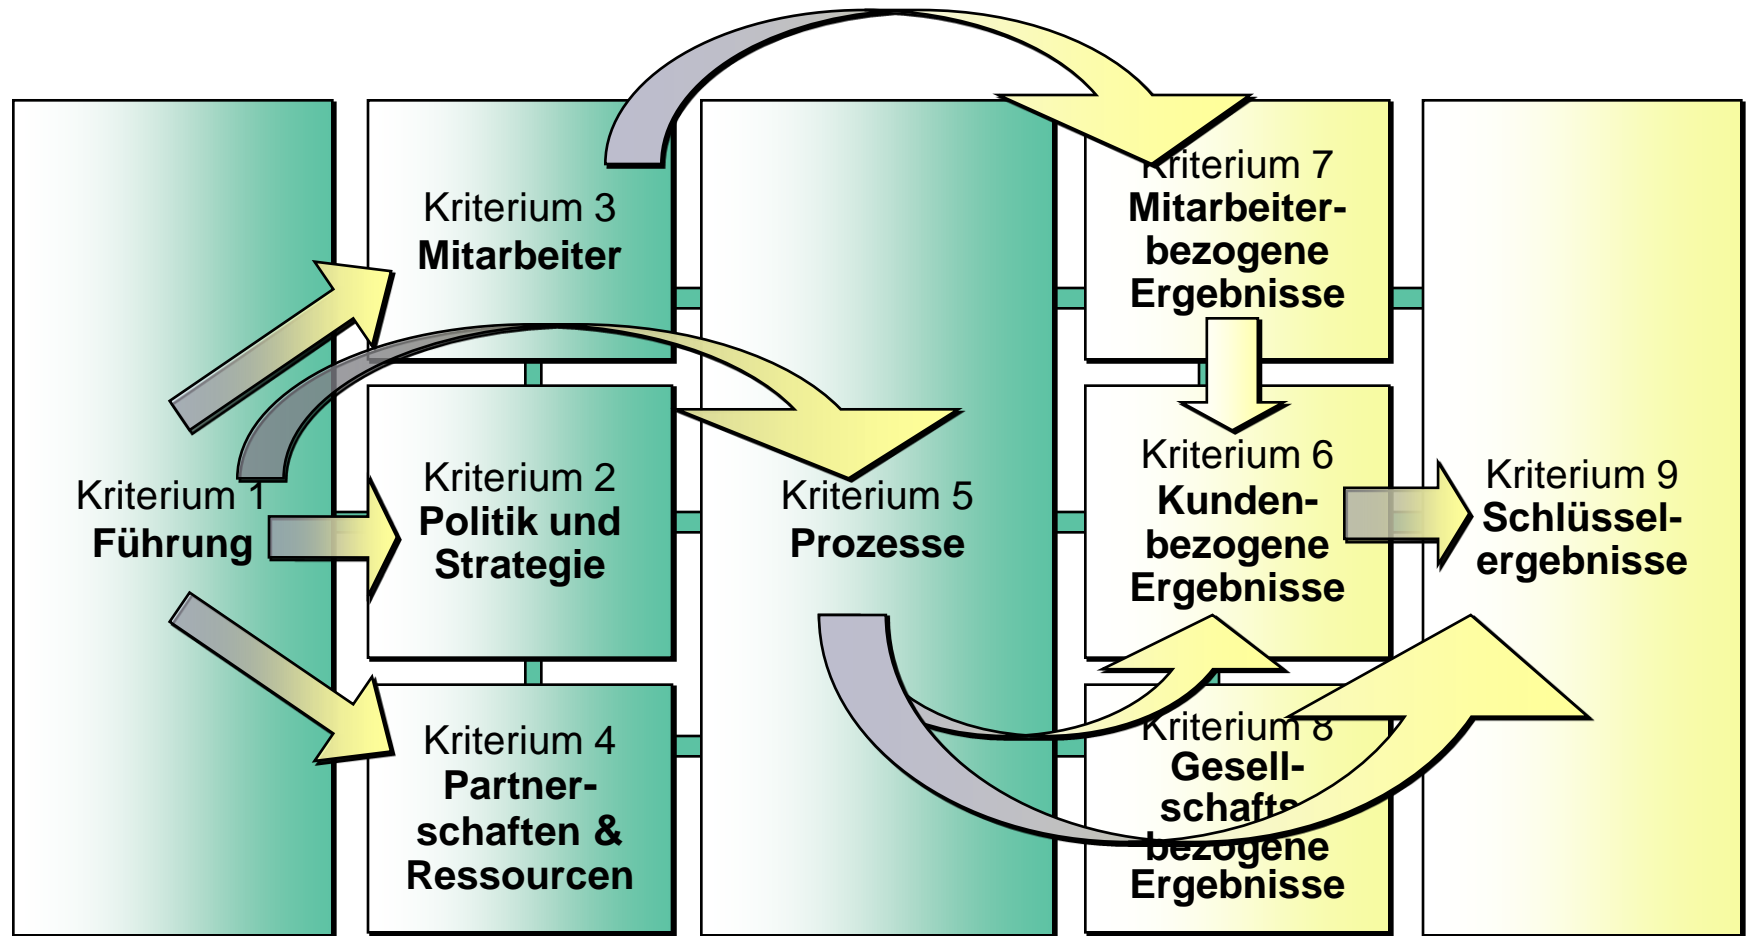 Kriterium 1
Führung
Kriterium 3
Mitarbeiter
Kriterium 2
Politik und
Strategie
Kriterium 4
Partner-
schaften &
Ressourcen
Kriterium 5
Prozesse
Kriterium 7
Mitarbeiter-
bezogene
Ergebnisse
Kriterium 6
Kunden-
bezogene
Ergebnisse
Kriterium 8
Gesell-
schafts-
bezogene
Ergebnisse
Kriterium 9
Schlüssel-
ergebnisse